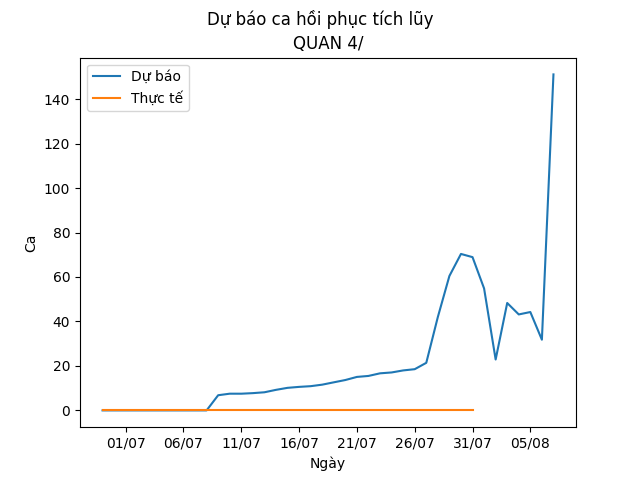 Dự báo ca hồi phục tích lũy
QUAN 4/
Dự báo
Thực tế
140
120
100
80
60
40
20
0
Ca
01/07 06/07 11/07 16/07 21/07 26/07 31/07 05/08
Ngày